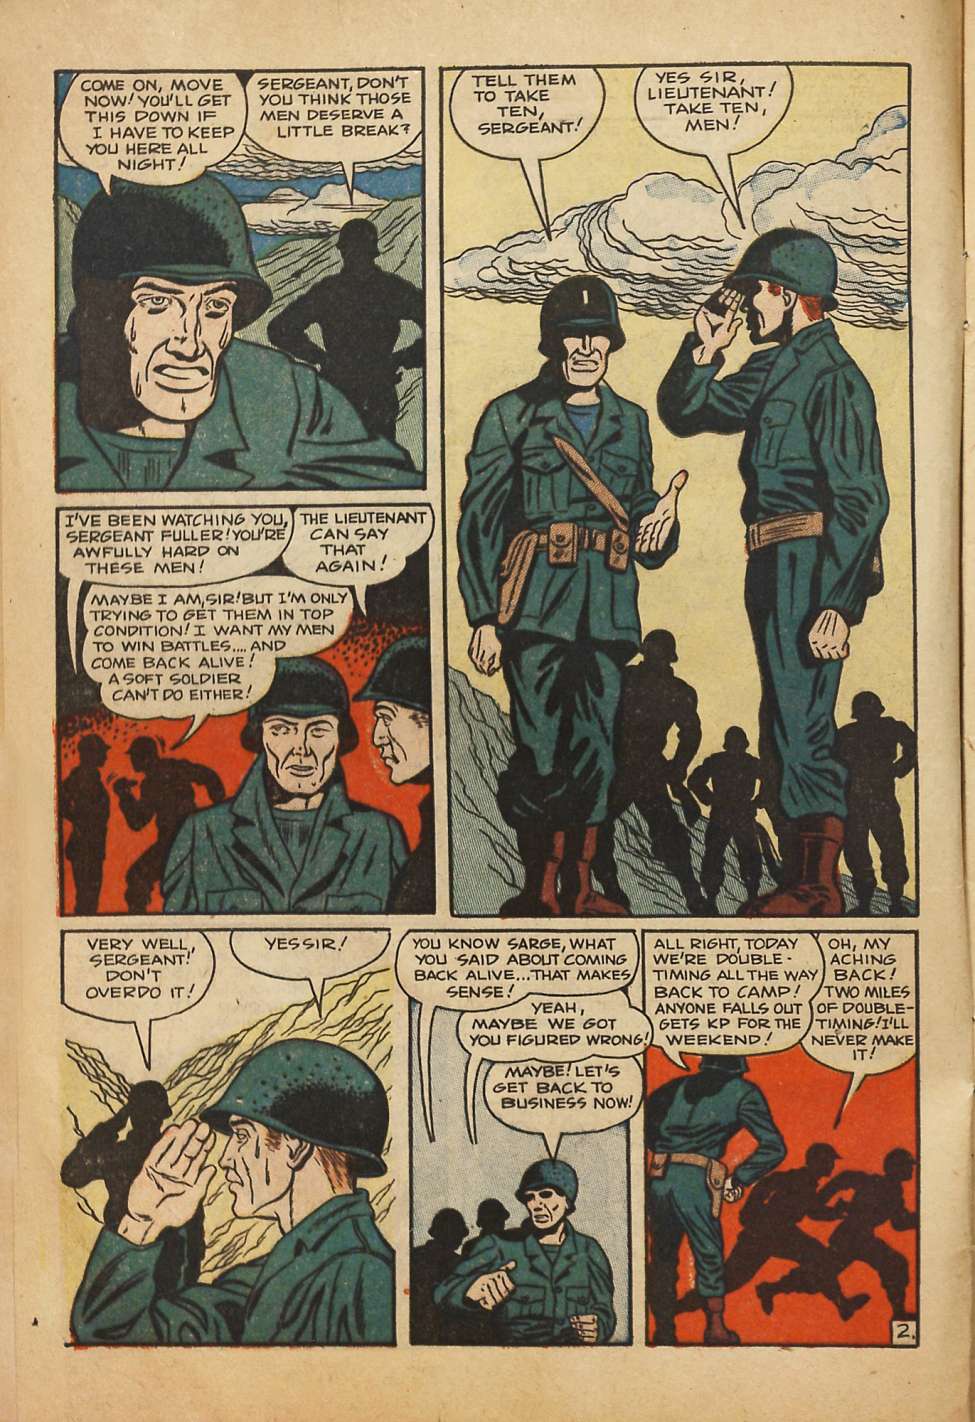 COME ON, MOVE
NOW! YOU'LL GET
THIS DOWN IF
I HAVE TO KEEP
YOU HERE ALL
NIGHT!
SERGEANT, DON'T
YOU THINK THOSE
MEN DESERVE A
LITTLE BREAK?
TELL THEM
TO TAKE
TEN,
SERGEANT!
YES SIR,
LIEUTENANT!
TAKE TEN,
MEN!
I'VE BEEN WATCHING YOU,
SERGEANT FULLER! YOU'RE
AWFULLY HARD ON
THESE MEN!
THE LIEUTENANT
CAN SAY
THAT
AGAIN!
MAYBE I AM, SIR! BUT I'M ONLY
TRYING TO GET THEM IN TOP
CONDITION! I WANT MY MEN
TO WIN BATTLES.... AND
COME BACK ALIVE!
A SOFT SOLDIER
CAN'T DO EITHER!
VERY WELL,
SERGEANT!
DON'T
OVERDO IT!
YESSIR!
YOU KNOW SARGE, WHAT
YOU SAID ABOUT COMING
BACK ALIVE...THAT MAKES
SENSE!
YEAH,
MAYBE WE GOT
YOU FIGURED WRONG!
MAYBE! LET'S
GET BACK TO
BUSINESS NOW!
ALL RIGHT, TODAY
WE'RE DOUBLE-
TIMING ALL THE WAY
BACK TO CAMP!
ANYONE FALLS OUT
GETS KP FOR THE
WEEKEND!
OH, MY
ACHING
BACK!
TWO MILES
OF DOUBLE-
TIMING! I'LL
NEVER MAKE
IT!
2.